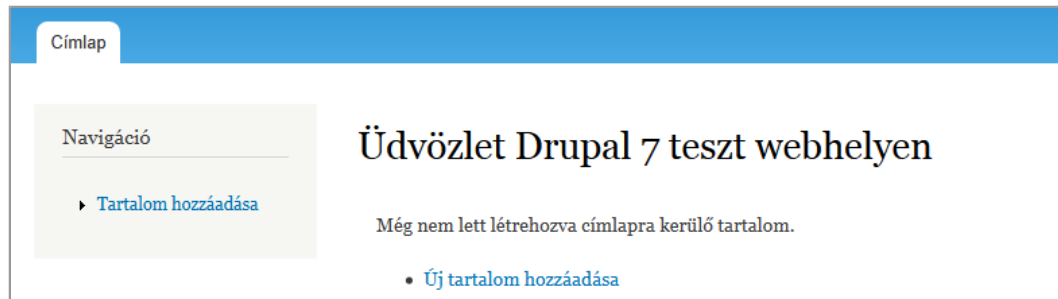 Címlap
Navigáció
Tartalom hozzáadása
Üdvözlet Drupal 7 teszt webhelyen
Még nem lett létrehozva címlapra kerülő tartalom.
Új tartalom hozzáadása